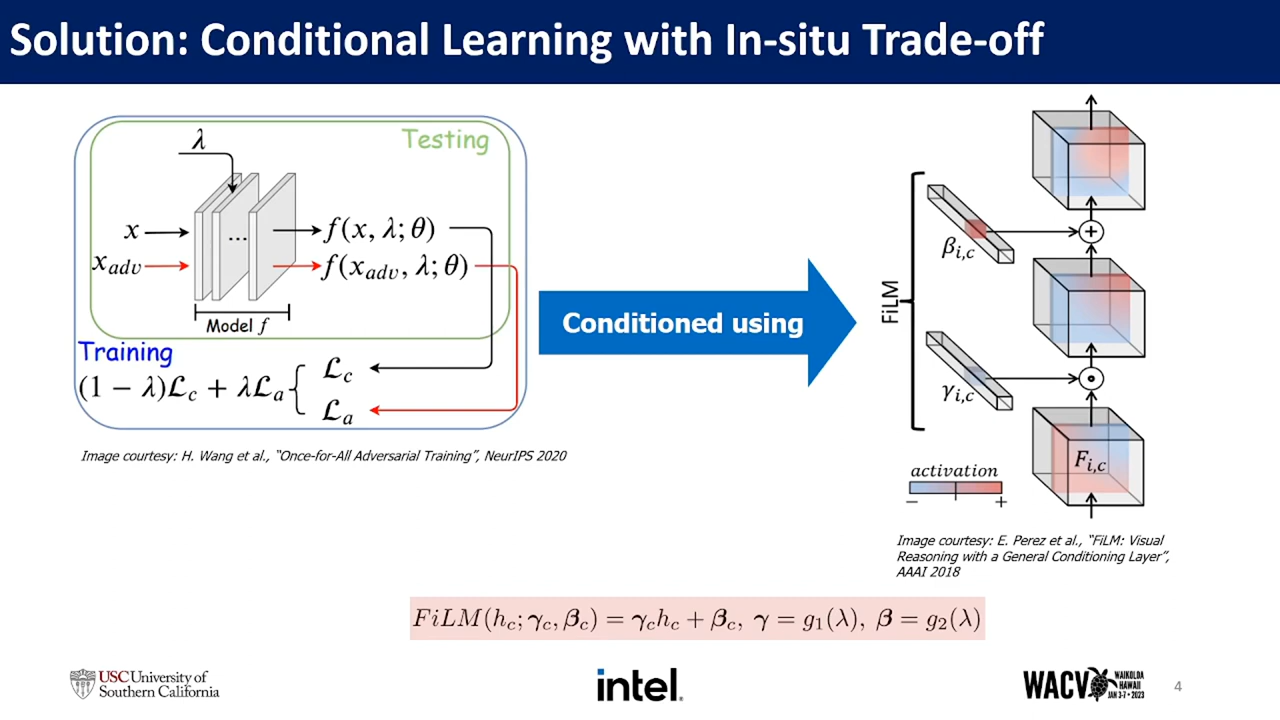 Solution: Conditional Learning with In-situ Trade-off
Testing
λ
x
x_adv
...
f(x, λ; θ)
f(x_adv, λ; θ)
Model f
Training
(1 − λ)ℒ_c + λℒ_a {
ℒ_c
ℒ_a
Image courtesy: H. Wang et al., “Once-for-All Adversarial Training”, NeurIPS 2020
Conditioned using
FiLM
β_i,c
+
γ_i,c
F_i,c
activation
− +
Image courtesy: E. Perez et al., “FiLM: Visual
Reasoning with a General Conditioning Layer”,
AAAI 2018
FiLM(h_c; γ_c, β_c) = γ_c h_c + β_c, γ = g_1(λ), β = g_2(λ)
USC University of
Southern California
intel.
WACV
WAIKOLOA
HAWAII
JAN 3-7 • 2023
4